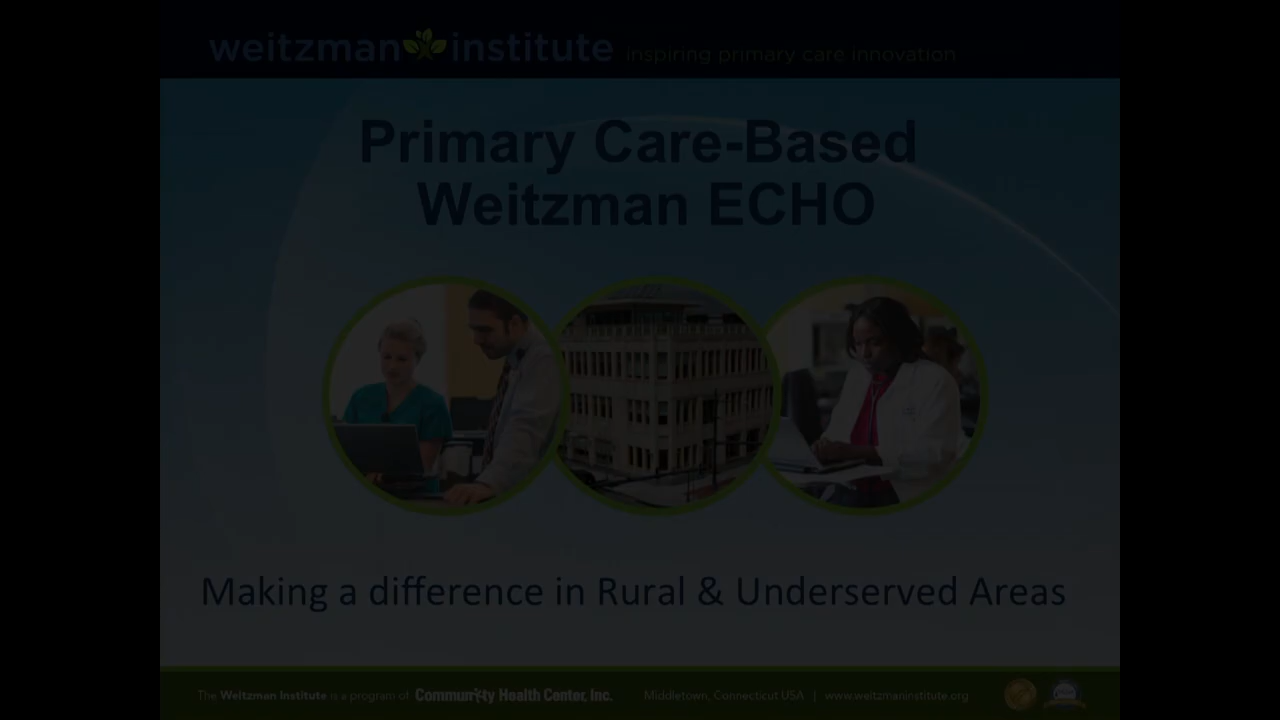 weitzman institute inspiring primary care innovation
Primary Care-Based
Weitzman ECHO
Making a difference in Rural & Underserved Areas
The Weitzman Institute is a program of Community Health Center, Inc. Middletown, Connecticut USA | www.weitzmaninstitute.org